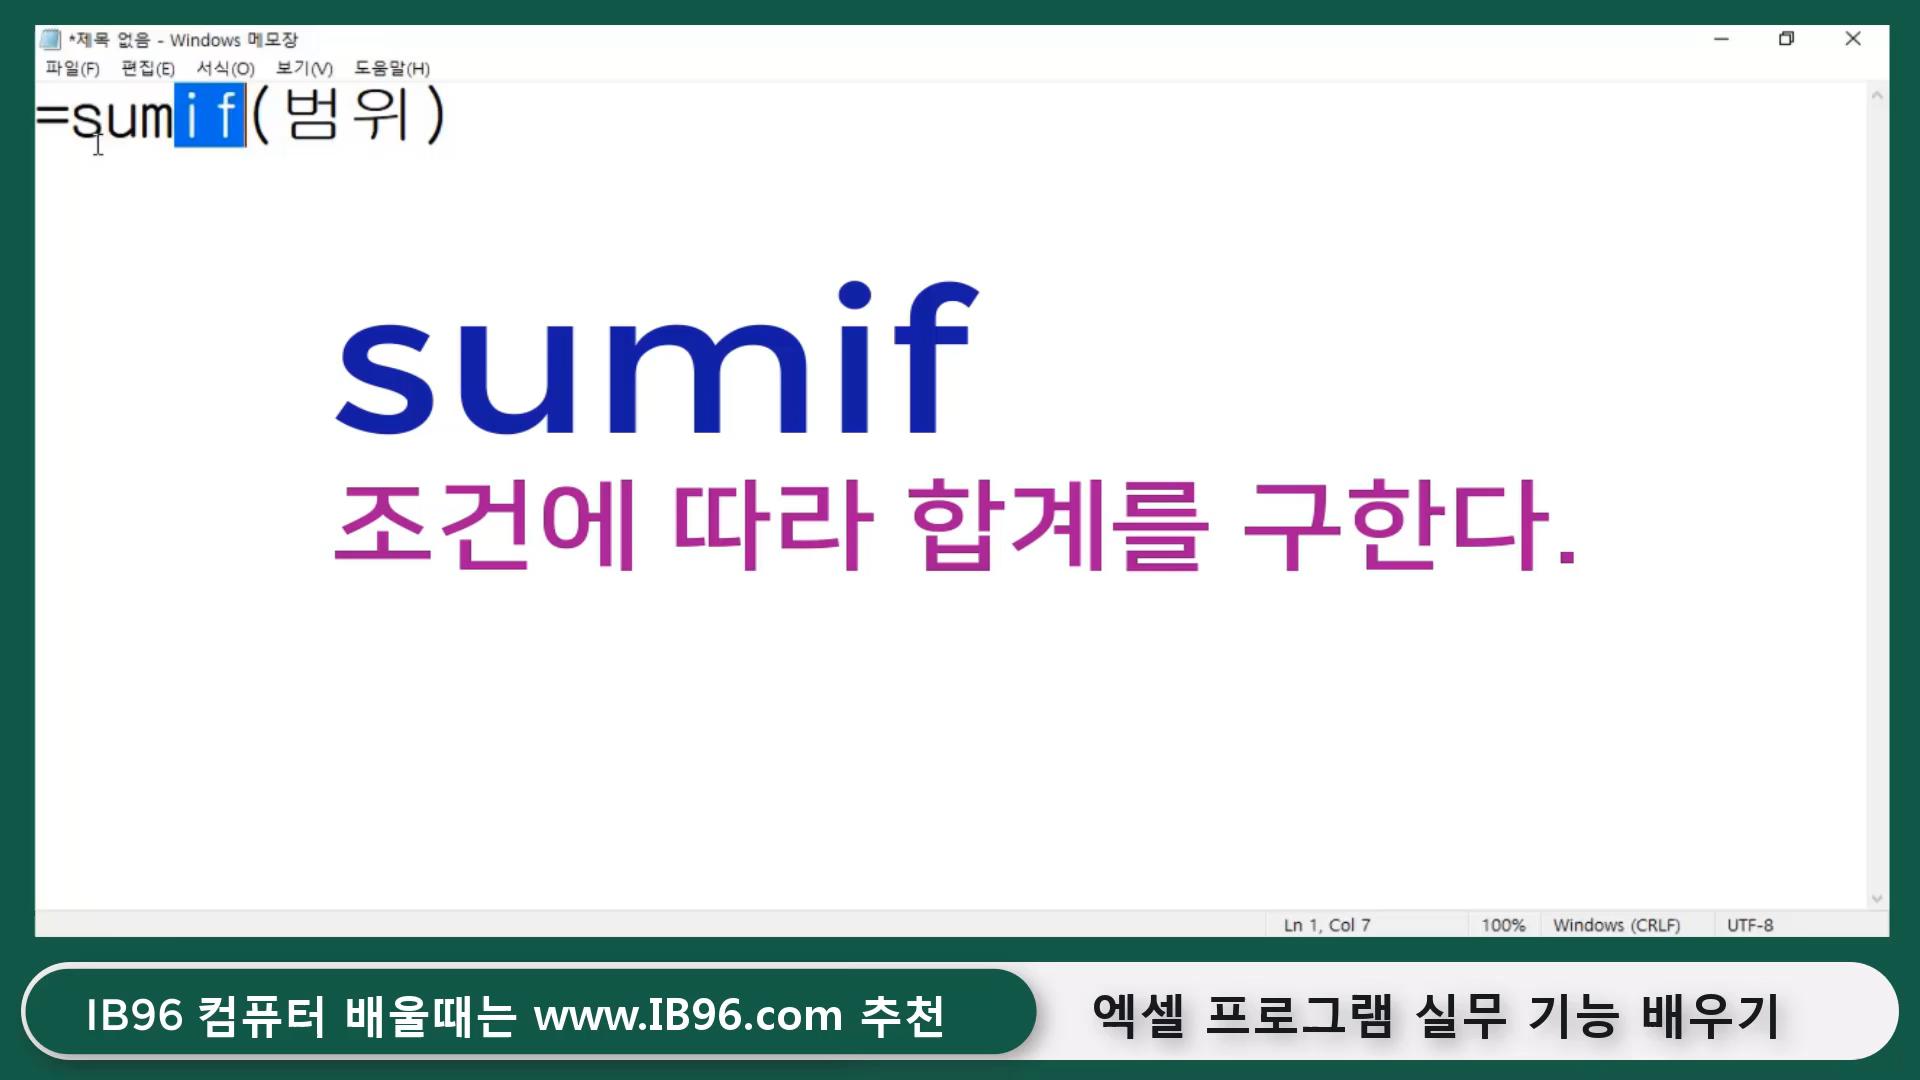 *제목 없음 - Windows 메모장
파일(F) 편집(E) 서식(O) 보기(V) 도움말(H)
=sumif(범위)
sumif
조건에 따라 합계를 구한다.
Ln 1, Col 7 100% Windows (CRLF) UTF-8
IB96 컴퓨터 배울때는 www.IB96.com 추천
엑셀 프로그램 실무 기능 배우기